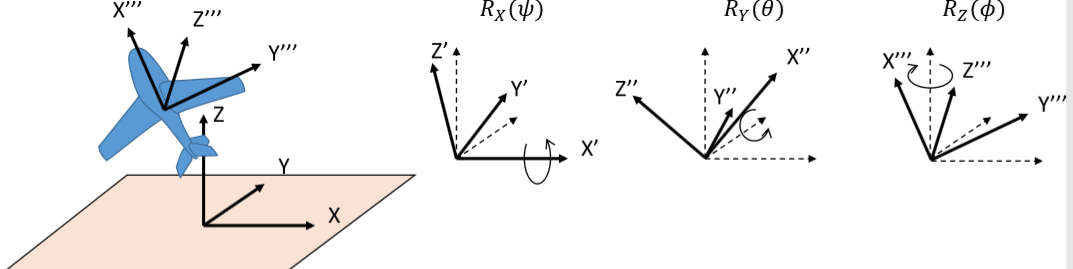 R_X(ψ)
R_Y(θ)
R_Z(ϕ)
X'''
Z'''
Y'''
Z
Y
X
Z'
Y'
X'
Z''
Y''
X''
X'''
Z'''
Y'''